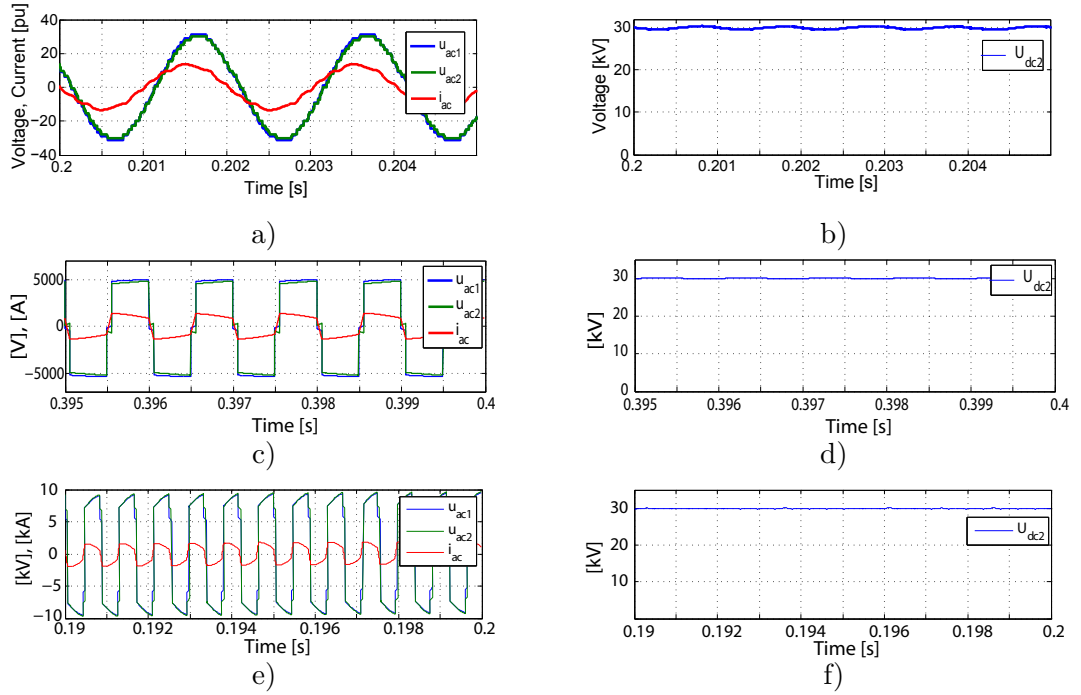 Voltage, Current [pu]
40
20
0
−20
−40
0.2
0.201
0.202
0.203
0.204
Time [s]
u_ac1
u_ac2
i_ac
a)
Voltage [kV]
30
20
10
0
0.2
0.201
0.202
0.203
0.204
Time [s]
U_dc2
b)
[V], [A]
5000
0
−5000
0.395
0.396
0.397
0.398
0.399
0.4
Time [s]
u_ac1
u_ac2
i_ac
c)
[kV]
30
20
30
0
0.395
0.396
0.397
0.398
0.399
0.4
Time [s]
U_dc2
d)
[kV], [kA]
10
5
0
−5
−10
0.19
0.192
0.194
0.196
0.198
0.2
Time [s]
u_ac1
u_ac2
i_ac
e)
[kV]
30
20
30
0.19
0.192
0.194
0.196
0.198
0.2
Time [s]
U_dc2
f)